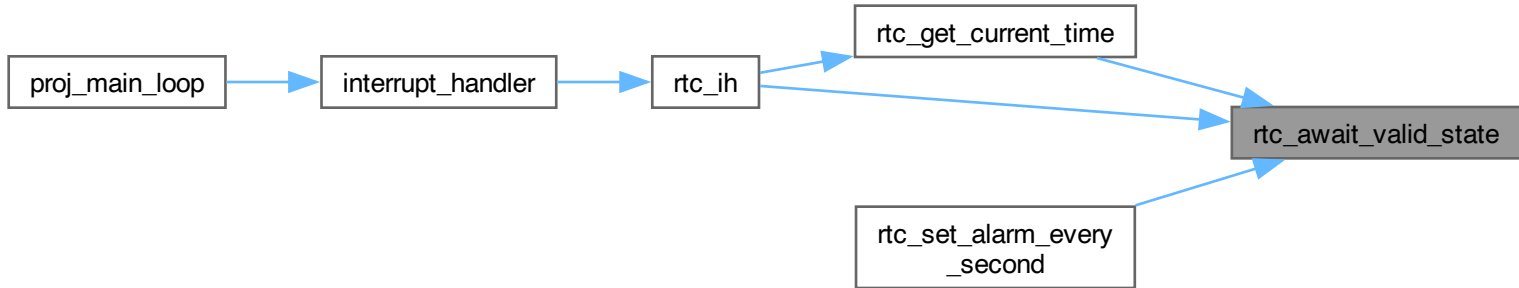 proj_main_loop
interrupt_handler
rtc_ih
rtc_get_current_time
rtc_await_valid_state
rtc_set_alarm_every
_second